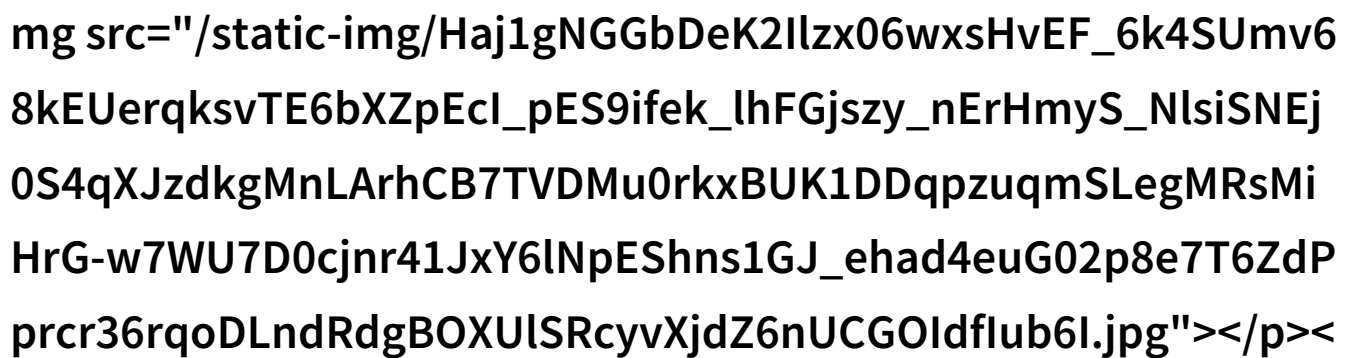 mg src="/static-img/Haj1gNGGbDeK2Ilzx06wxsHvEF_6k4SUmv6
8kEUerqksvTE6bXZpEcI_pES9ifek_lhFGjszy_nErHmyS_NlsiSNEj
0S4qXJzdkgMnLArhCB7TVDMu0rkxBUK1DDqpzuqmSLegMRsMi
HrG-w7WU7D0cjnr41JxY6lNpEShns1GJ_ehad4euG02p8e7T6ZdP
prcr36rqoDLndRdgBOXUlSRcyvXjdZ6nUCGOIdfIub6I.jpg"></p><